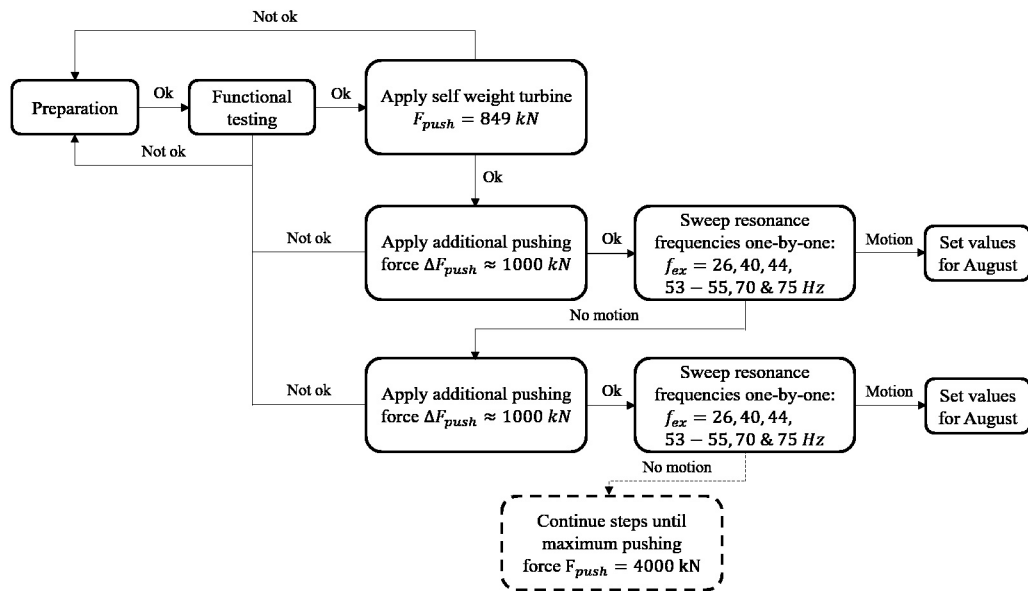 Not ok
Preparation
Ok
Functional
testing
Ok
Apply self weight turbine
F_push = 849 kN
Not ok
Ok
Not ok
Apply additional pushing
force ΔF_push ≈ 1000 kN
Ok
Sweep resonance
frequencies one-by-one:
f_ex = 26, 40, 44,
53 − 55, 70 & 75 Hz
Motion
Set values
for August
No motion
Not ok
Apply additional pushing
force ΔF_push ≈ 1000 kN
Ok
Sweep resonance
frequencies one-by-one:
f_ex = 26, 40, 44,
53 − 55, 70 & 75 Hz
Motion
Set values
for August
No motion
Continue steps until
maximum pushing
force F_push = 4000 kN